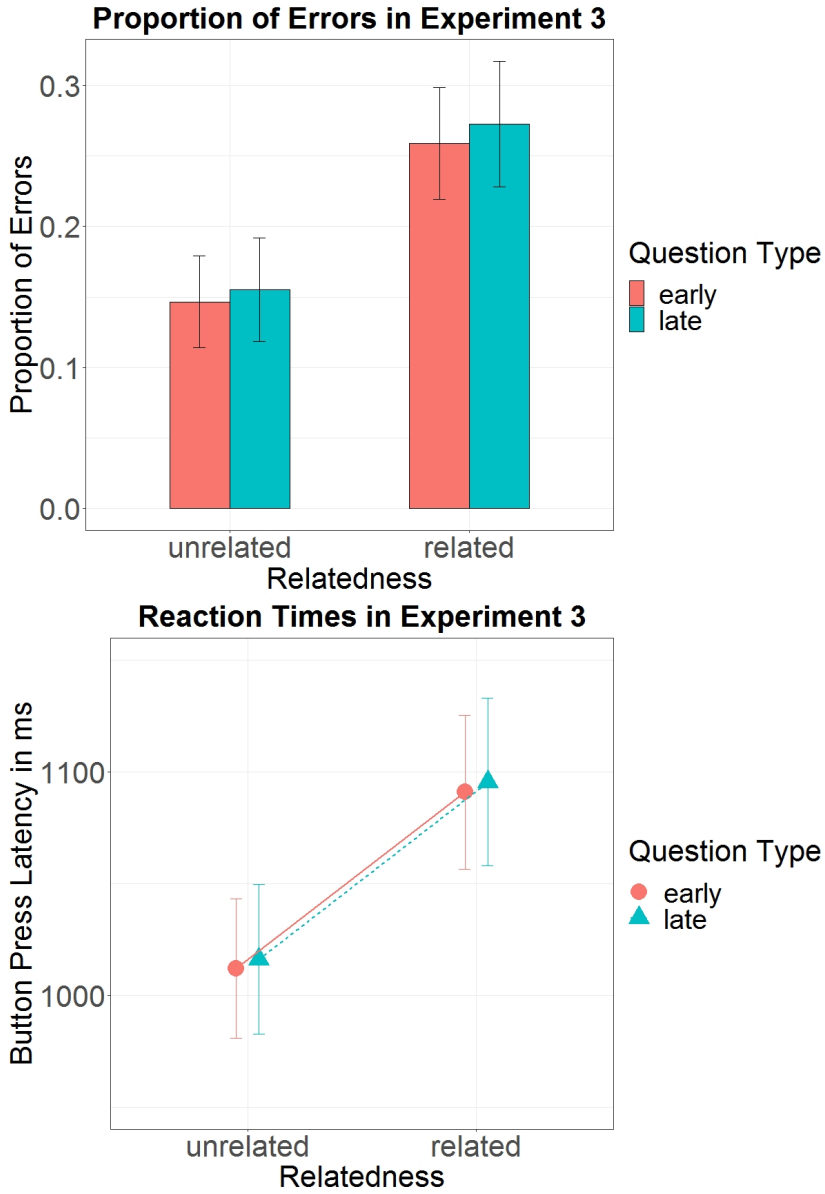 Proportion of Errors in Experiment 3
Proportion of Errors
0.3
0.2
0.1
0.0
unrelated related
Relatedness
Question Type
early
late
Reaction Times in Experiment 3
Button Press Latency in ms
1100
1000
unrelated related
Relatedness
Question Type
early
late